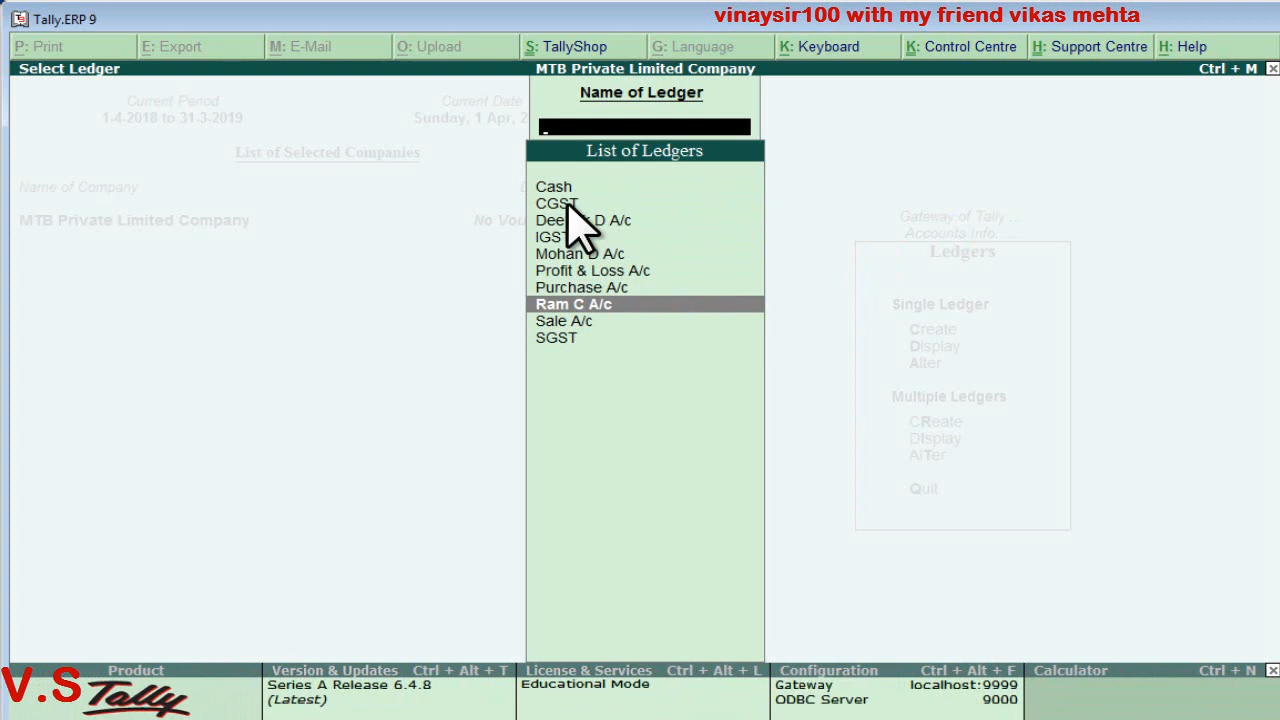 vinaysir100 with my friend vikas mehta
Tally.ERP 9
P: Print E: Export M: E-Mail O: Upload S: TallyShop G: Language K: Keyboard K: Control Centre H: Support Centre H: Help
Select Ledger MTB Private Limited Company Ctrl + M
Current Period
1-4-2018 to 31-3-2019
Current Date
Sunday, 1 Apr, 2
List of Selected Companies
Name of Company
MTB Private Limited Company
No Vou
Name of Ledger
List of Ledgers
Cash
CGST
D A/c
IGST
Mohan D A/c
Profit & Loss A/c
Purchase A/c
Ram C A/c
Sale A/c
SGST
Gateway of Tally ...
Accounts Info. ...
Ledgers
Single Ledger
Create
Display
Alter
Multiple Ledgers
CReate
DIsplay
AlTer
Quit
Product
V.S Tally
Version & Updates Ctrl + Alt + T
Series A Release 6.4.8
(Latest)
License & Services Ctrl + Alt + L
Educational Mode
Configuration Ctrl + Alt + F
Gateway localhost:9999
ODBC Server 9000
Calculator Ctrl + N